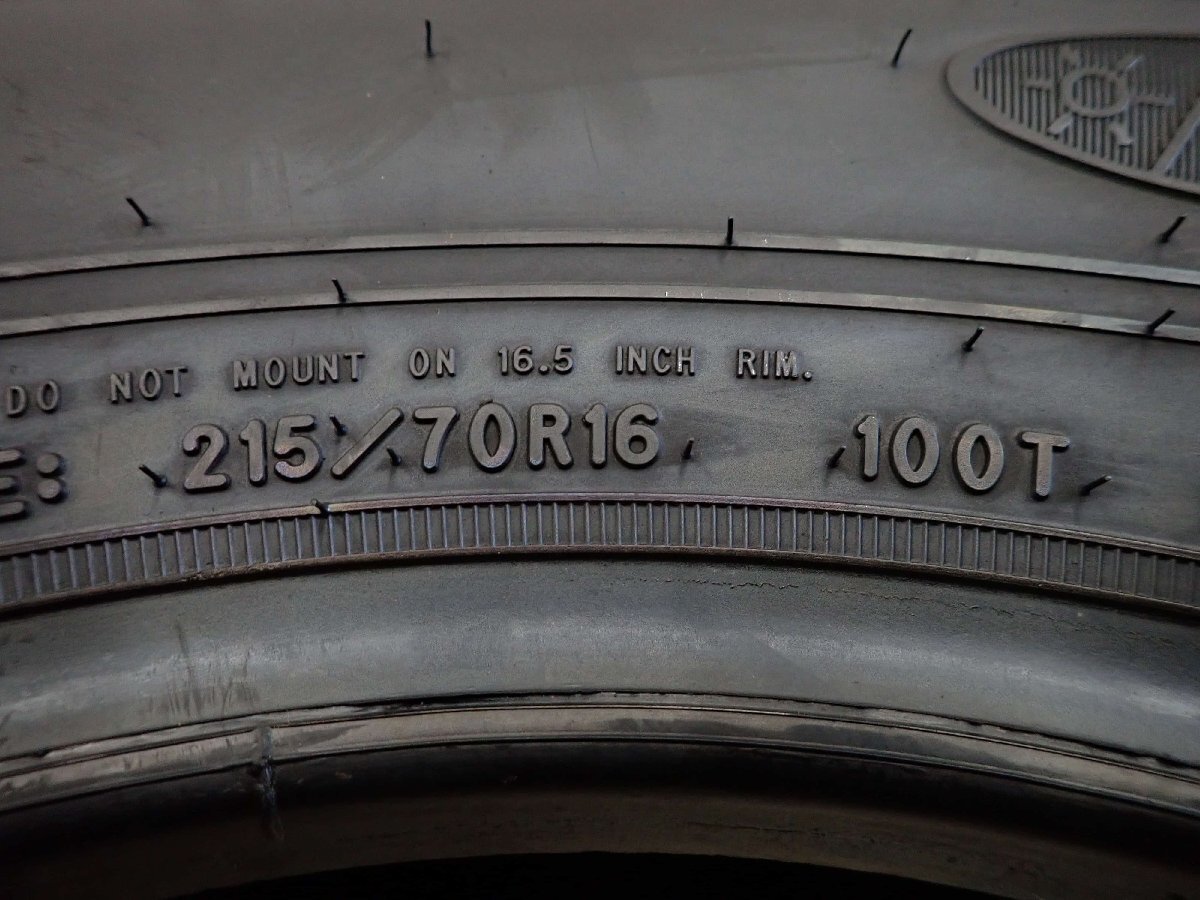 DO NOT MOUNT ON 16.5 INCH RIM.
E: 215/70R16 100T